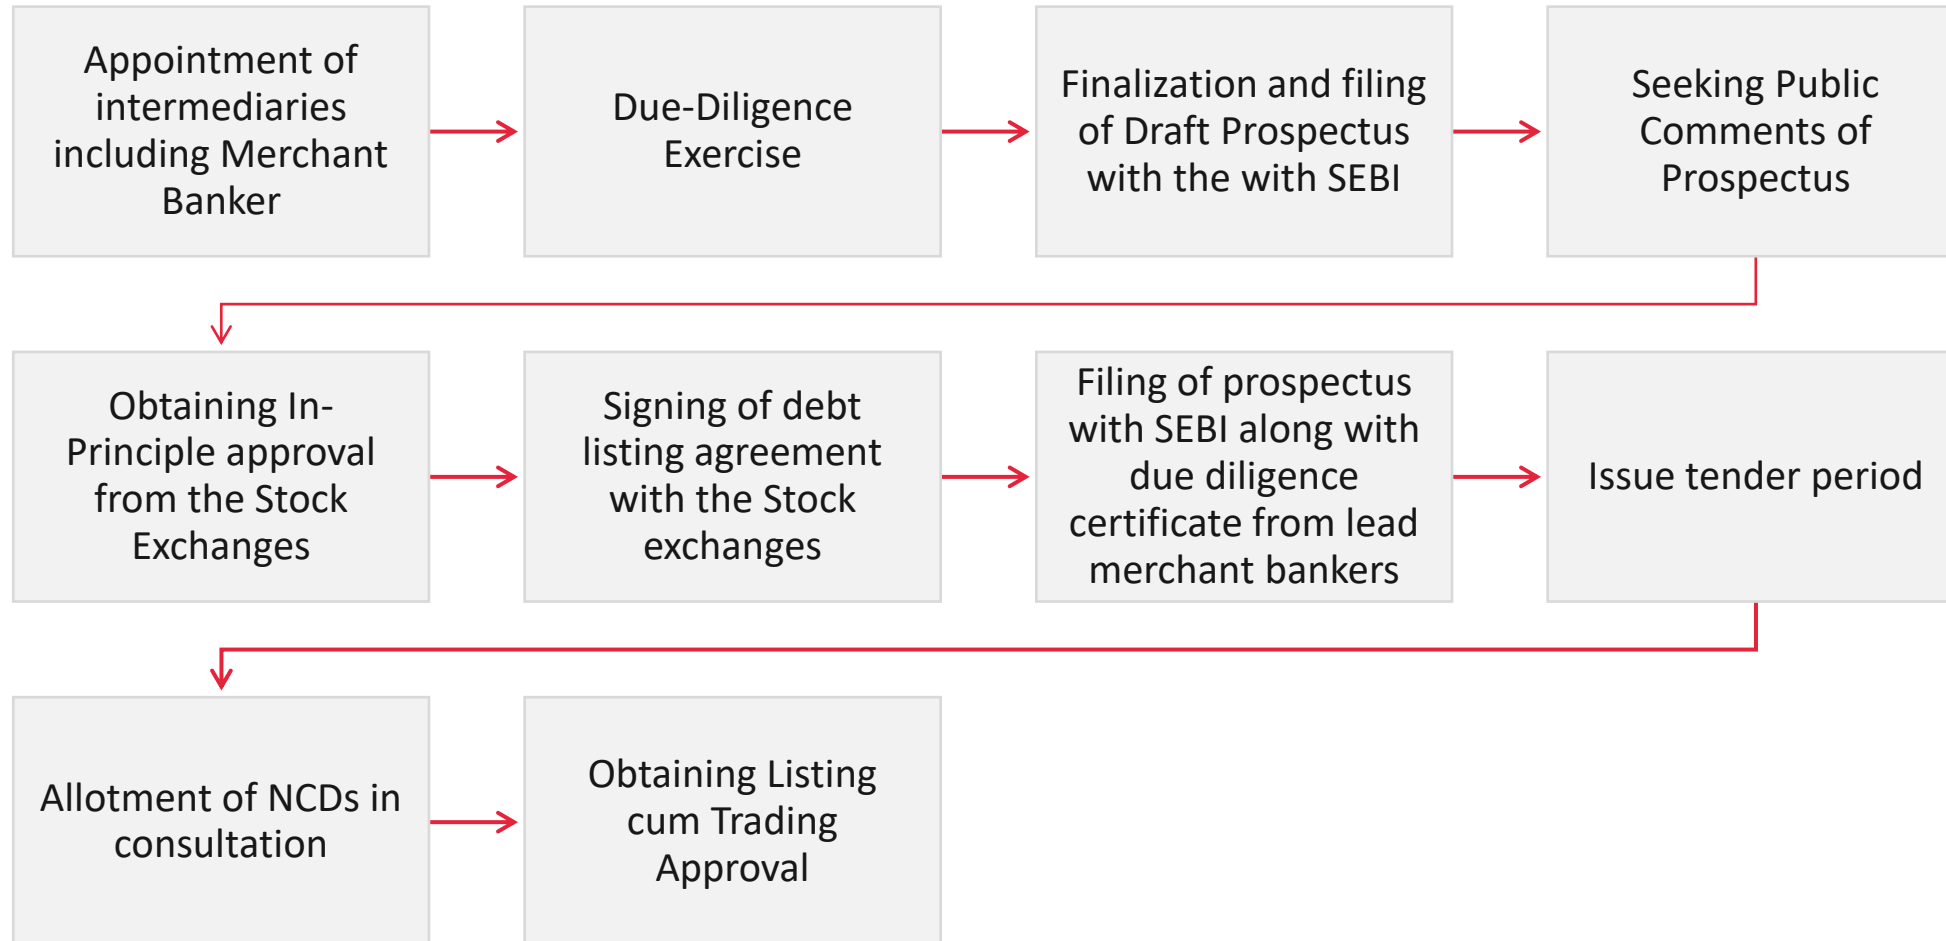 Appointment of
intermediaries
including Merchant
Banker
Due-Diligence
Exercise
Finalization and filing
of Draft Prospectus
with the with SEBI
Seeking Public
Comments of
Prospectus
Obtaining In-
Principle approval
from the Stock
Exchanges
Signing of debt
listing agreement
with the Stock
exchanges
Filing of prospectus
with SEBI along with
due diligence
certificate from lead
merchant bankers
Issue tender period
Allotment of NCDs in
consultation
Obtaining Listing
cum Trading
Approval